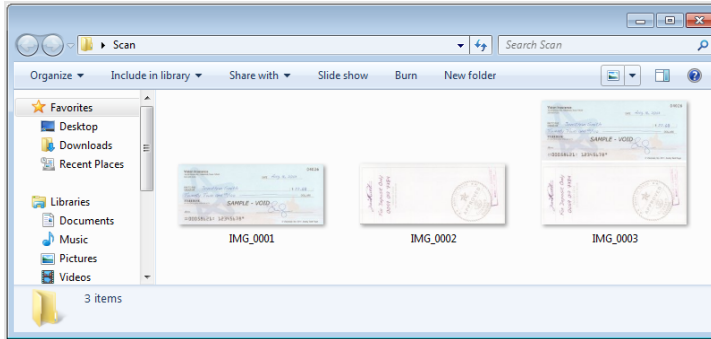 Scan
Search Scan
Organize
Include in library
Share with
Slide show
Burn
New folder
Favorites
Desktop
Downloads
Recent Places
Libraries
Documents
Music
Pictures
Videos
SAMPLE - VOID
IMG_0001
IMG_0002
SAMPLE - VOID
IMG_0003
3 items